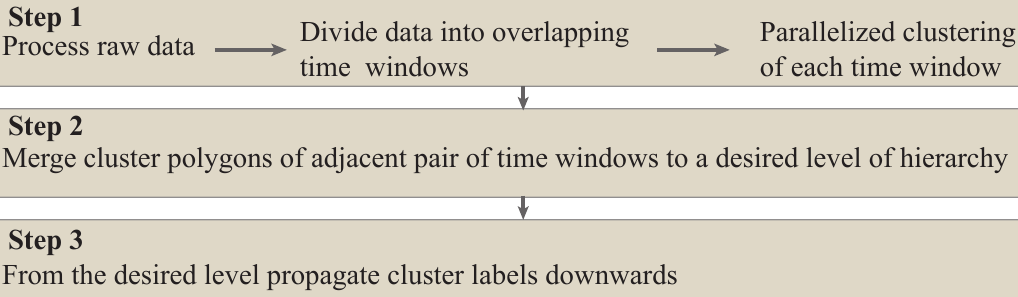 Step 1
Process raw data
Divide data into overlapping
time windows
Parallelized clustering
of each time window
Step 2
Merge cluster polygons of adjacent pair of time windows to a desired level of hierarchy
Step 3
From the desired level propagate cluster labels downwards